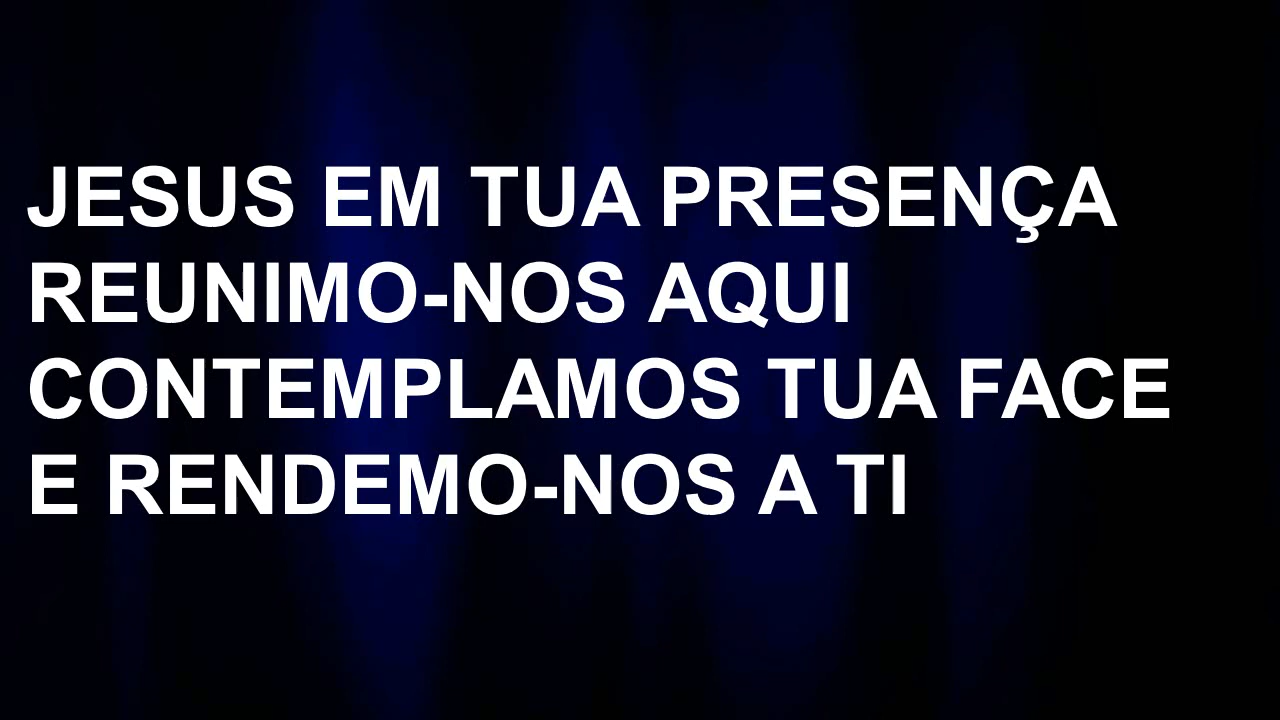 JESUS EM TUA PRESENÇA
REUNIMO-NOS AQUI
CONTEMPLAMOS TUA FACE
E RENDEMO-NOS A TI